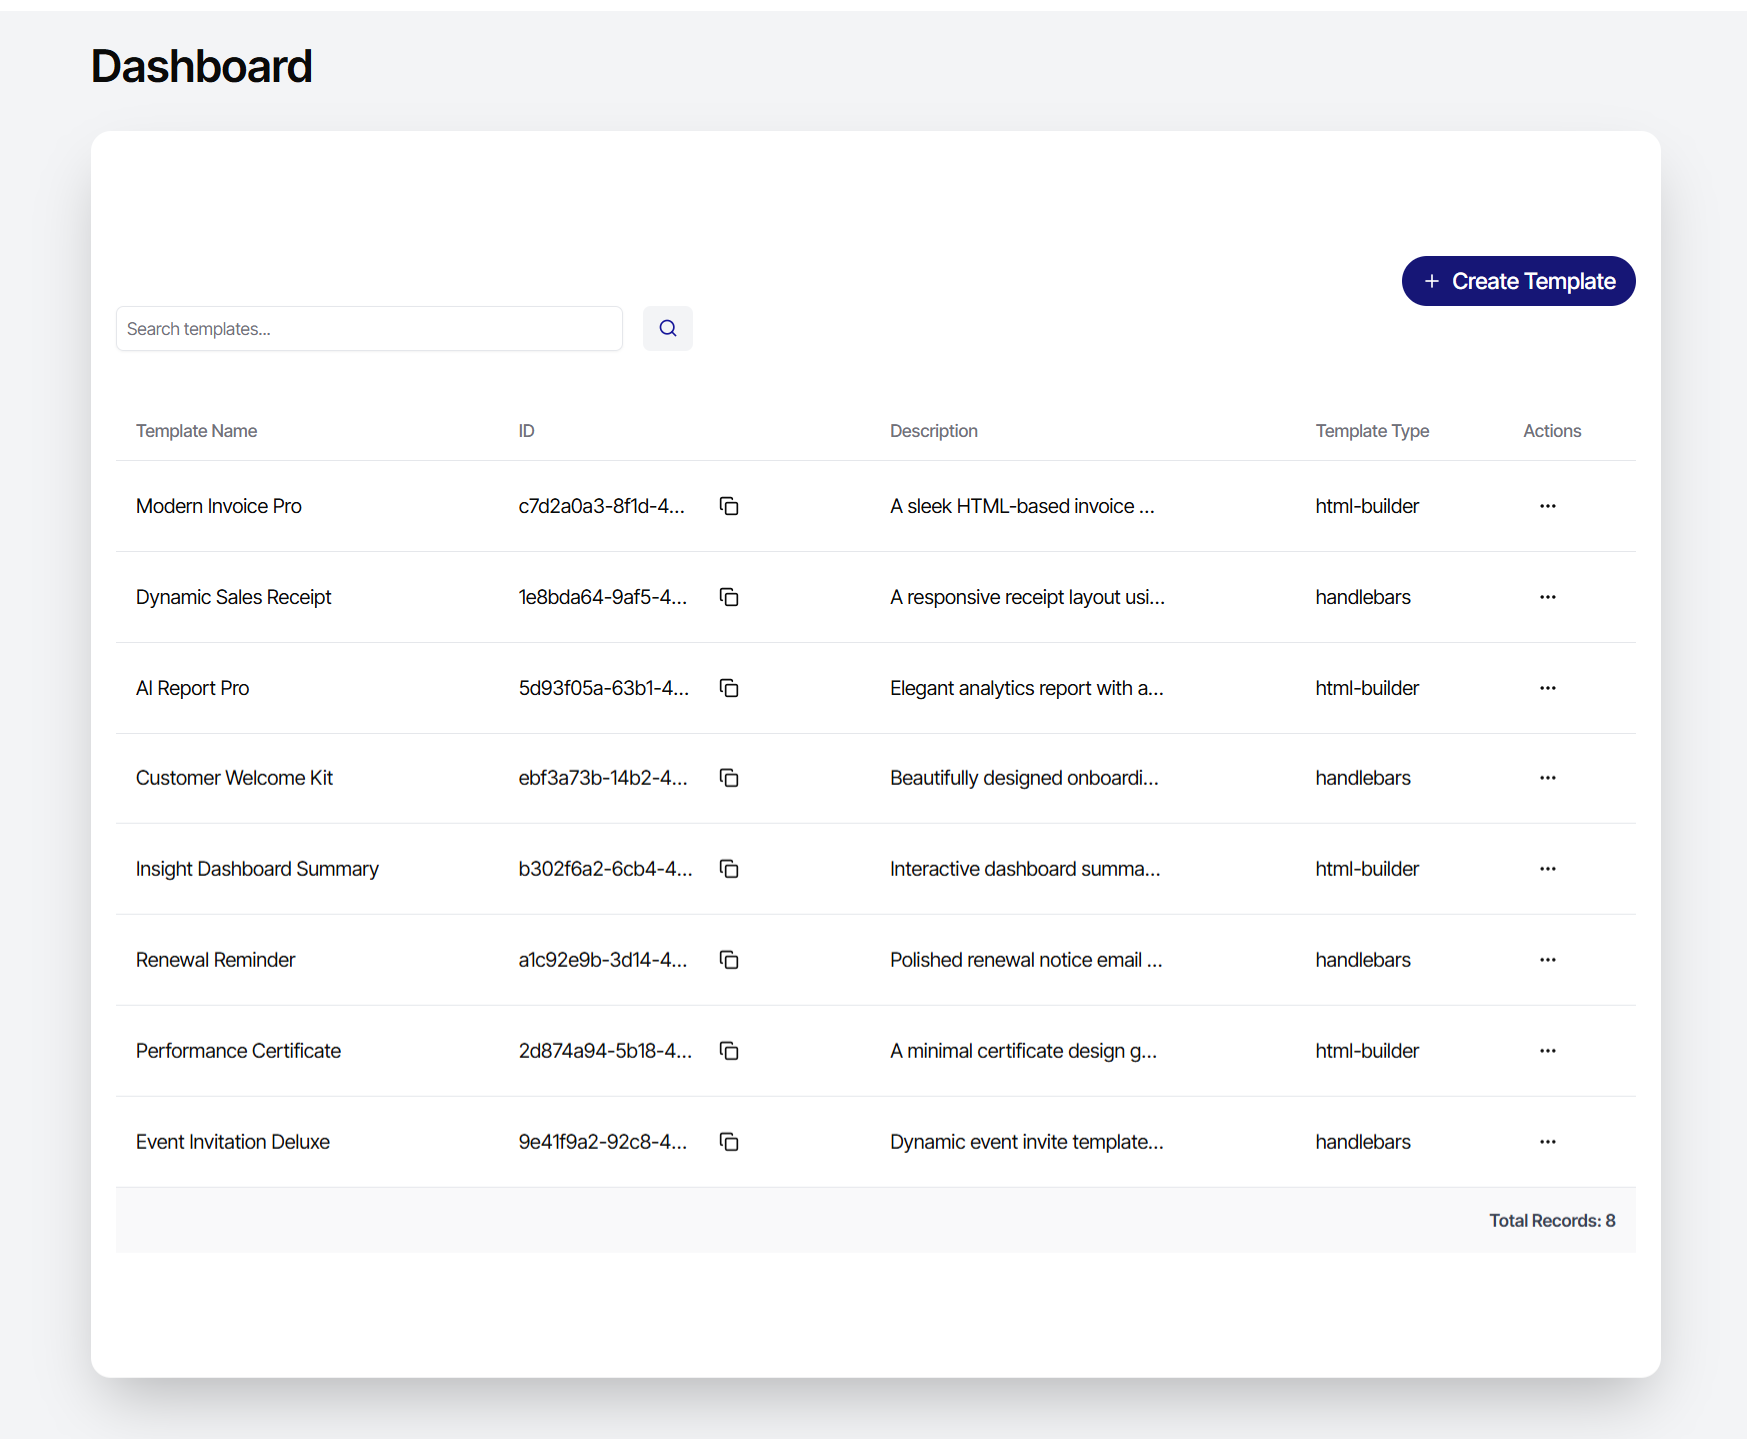 Dashboard
+ Create Template
Search templates...
Template Name ID Description Template Type Actions
Modern Invoice Pro c7d2a0a3-8f1d-4... A sleek HTML-based invoice ... html-builder ...
Dynamic Sales Receipt 1e8bda64-9af5-4... A responsive receipt layout usi... handlebars ...
AI Report Pro 5d93f05a-63b1-4... Elegant analytics report with a... html-builder ...
Customer Welcome Kit ebf3a73b-14b2-4... Beautifully designed onboardi... handlebars ...
Insight Dashboard Summary b302f6a2-6cb4-4... Interactive dashboard summa... html-builder ...
Renewal Reminder a1c92e9b-3d14-4... Polished renewal notice email ... handlebars ...
Performance Certificate 2d874a94-5b18-4... A minimal certificate design g... html-builder ...
Event Invitation Deluxe 9e41f9a2-92c8-4... Dynamic event invite template... handlebars ...
Total Records: 8